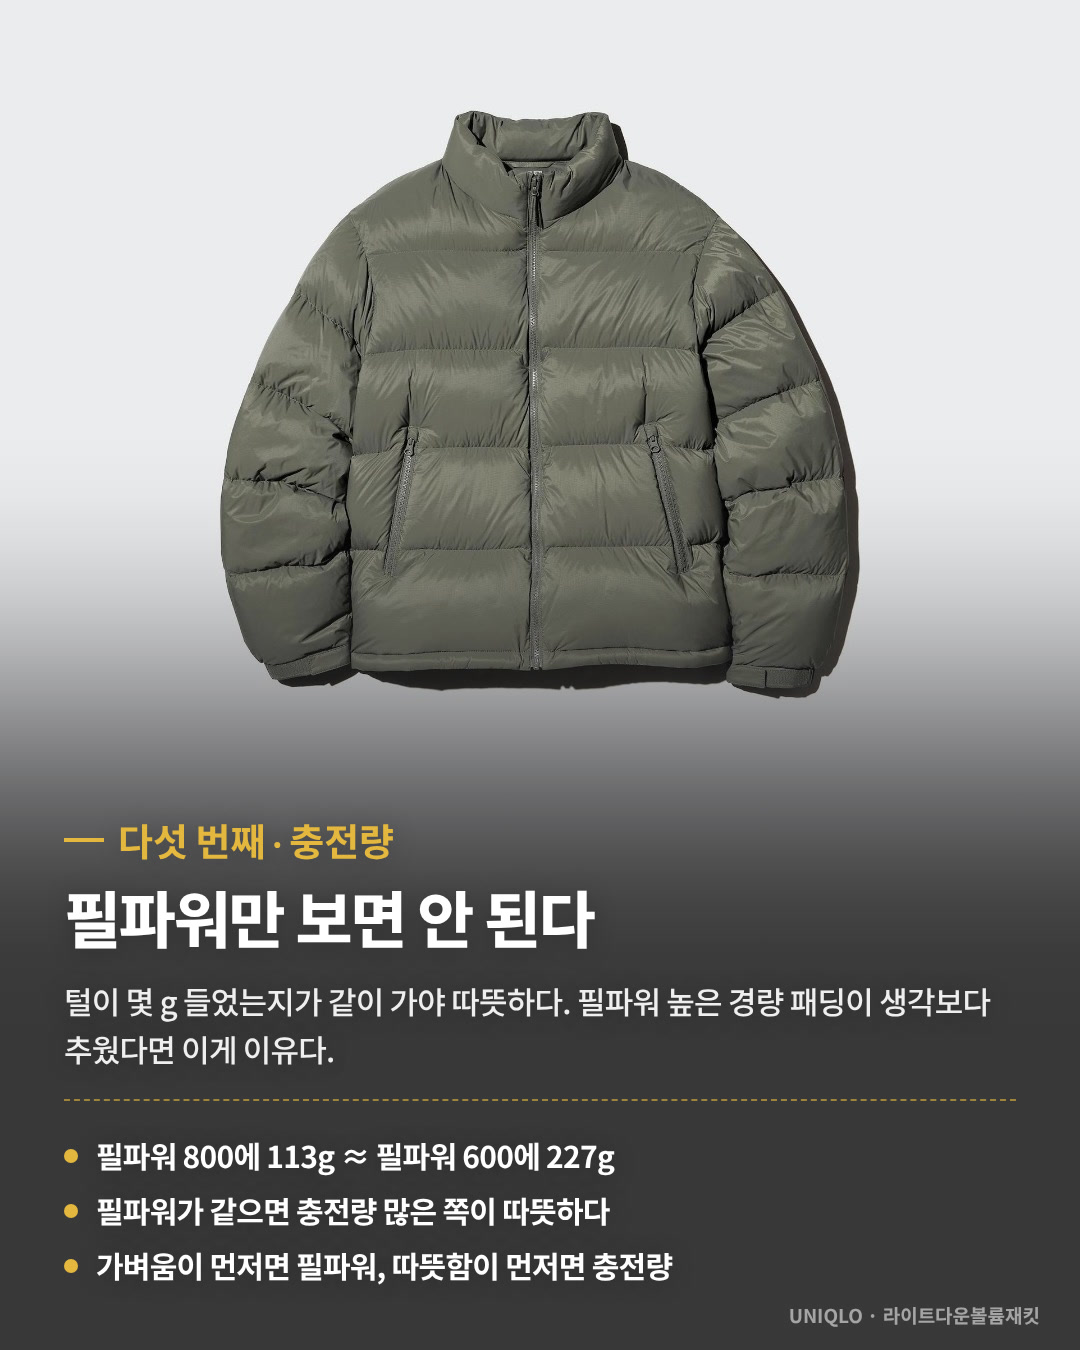 다섯 번째 · 충전량
필파워만 보면 안 된다
털이 몇 g 들었는지가 같이 가야 따뜻하다. 필파워 높은 경량 패딩이 생각보다
추웠다면 이게 이유다.
필파워 800에 113g ≈ 필파워 600에 227g
필파워가 같으면 충전량 많은 쪽이 따뜻하다
가벼움이 먼저면 필파워, 따뜻함이 먼저면 충전량
UNIQLO · 라이트다운볼륨재킷